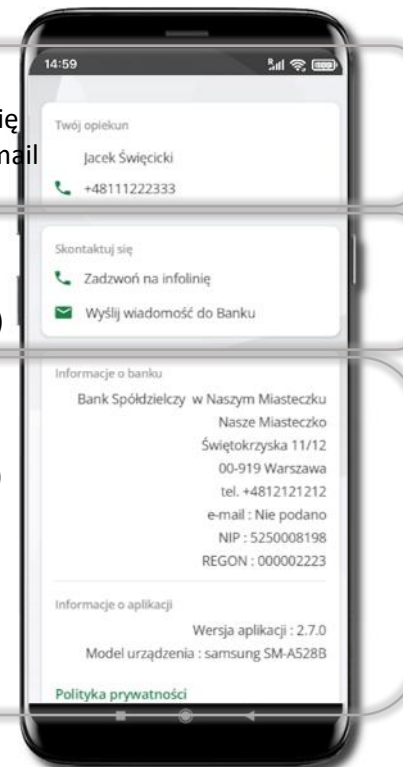 14:59
ię
mail
Twój opiekun
Jacek Święcicki
+48111222333
Skontaktuj się
Zadzwoń na infolinię
)
Wyślij wiadomość do Banku
Informacje o banku
Bank Spółdzielczy w Naszym Miasteczku
Nasze Miasteczko
Świętokrzyska 11/12
00-919 Warszawa
)
tel. +4812121212
e-mail : Nie podano
NIP : 5250008198
REGON : 000002223
Informacje o aplikacji
Wersja aplikacji : 2.7.0
Model urządzenia : samsung SM-A528B
Polityka prywatności